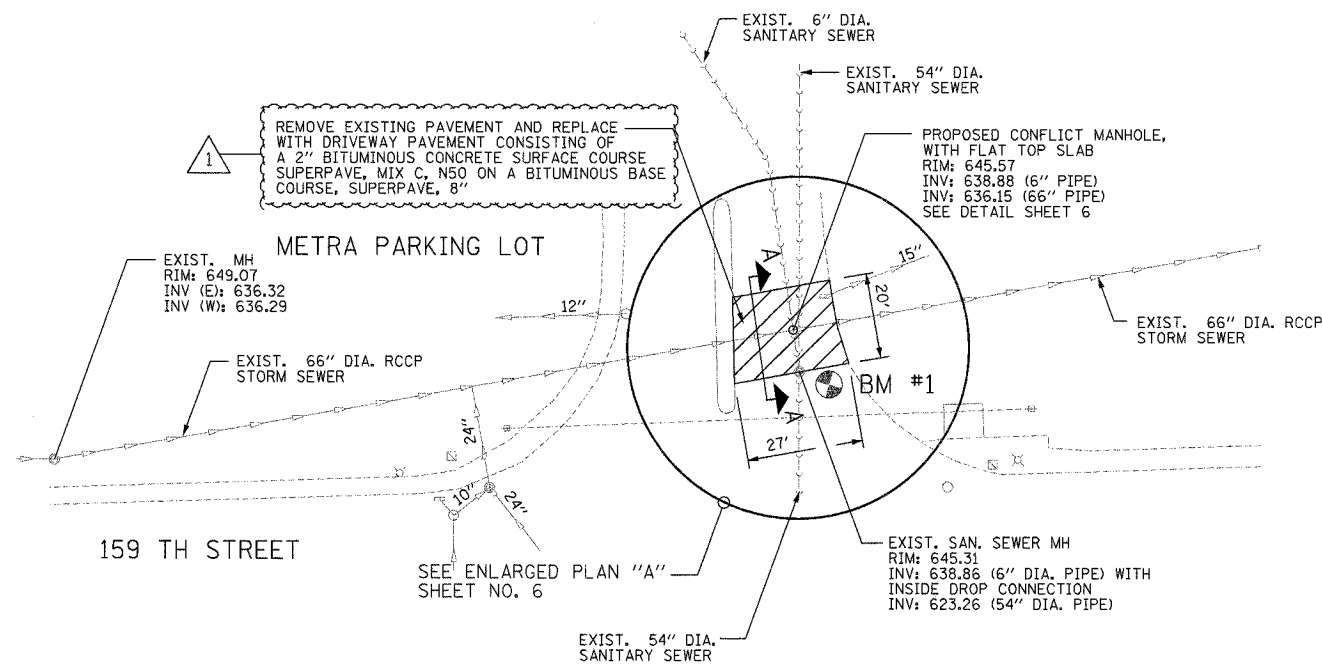 EXIST. 6" DIA.
SANITARY SEWER
EXIST. 54" DIA.
SANITARY SEWER
1
REMOVE EXISTING PAVEMENT AND REPLACE
WITH DRIVEWAY PAVEMENT CONSISTING OF
A 2" BITUMINOUS CONCRETE SURFACE COURSE
SUPERPAVE, MIX C, N50 ON A BITUMINOUS BASE
COURSE, SUPERPAVE, 8"
PROPOSED CONFLICT MANHOLE,
WITH FLAT TOP SLAB
RIM: 645.57
INV: 638.88 (6" PIPE)
INV: 636.15 (66" PIPE)
SEE DETAIL SHEET 6
METRA PARKING LOT
EXIST. MH
RIM: 649.07
INV (E): 636.32
INV (W): 636.29
A
15"
20'
12"
EXIST. 66" DIA. RCCP
STORM SEWER
EXIST. 66" DIA. RCCP
STORM SEWER
BM #1
A
24"
27'
10"
24"
159 TH STREET
SEE ENLARGED PLAN "A"
SHEET NO. 6
EXIST. SAN. SEWER MH
RIM: 645.31
INV: 638.86 (6" DIA. PIPE) WITH
INSIDE DROP CONNECTION
INV: 623.26 (54" DIA. PIPE)
EXIST. 54" DIA.
SANITARY SEWER